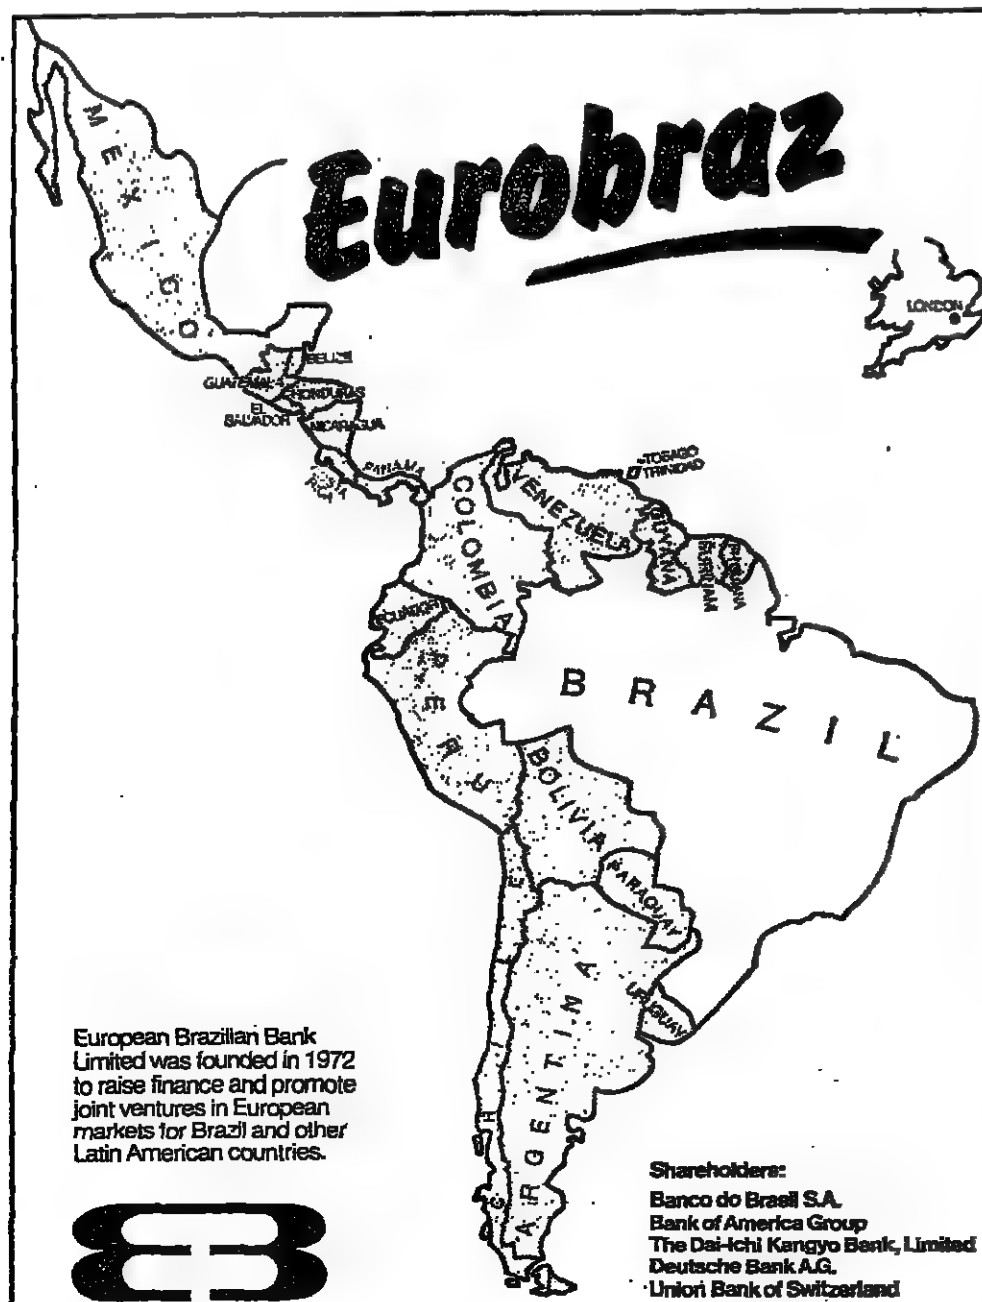 Eurobraz
MEXICO
LONDON
BELIZE
GUATEMALA
HONDURAS
EL
SALVADOR
NICARAGUA
PANAMA
TOBAGO
TRINIDAD
COLOMBIA
VENEZUELA
GUYANA
SURINAM
ECUADOR
PERU
BRAZIL
BOLIVIA
PARAGUAY
CHILE
ARGENTINA
URUGUAY
European Brazilian Bank
Limited was founded in 1972
to raise finance and promote
joint ventures in European
markets for Brazil and other
Latin American countries.
Shareholders:
Banco do Brasil S.A.
Bank of America Group
The Dai-Ichi Kangyo Bank, Limited
Deutsche Bank A.G.
Union Bank of Switzerland